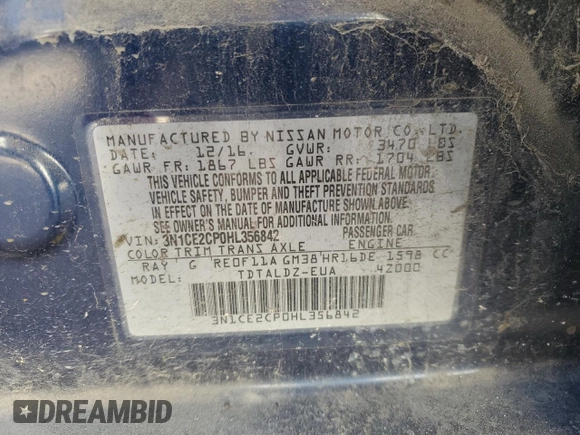 MANUFACTURED BY NISSAN MOTOR CO., LTD.
DATE: 12/16 GVWR: 3470 LBS
GAWR FR: 1867 LBS GAWR RR: 1704 LBS
THIS VEHICLE CONFORMS TO ALL APPLICABLE FEDERAL MOTOR
VEHICLE SAFETY, BUMPER AND THEFT PREVENTION STANDARDS
IN EFFECT ON THE DATE OF MANUFACTURE SHOWN ABOVE.
SEE OWNER'S MANUAL FOR ADDITIONAL INFORMATION.
VIN: 3N1CE2CP0HL356842 PASSENGER CAR
COLOR TRIM TRANS AXLE ENGINE
RAY G RE0F11A GM38 HR16DE 1598 CC
MODEL: TDTALDZ-EUA 4Z000
3N1CE2CP0HL356842
DREAMBID